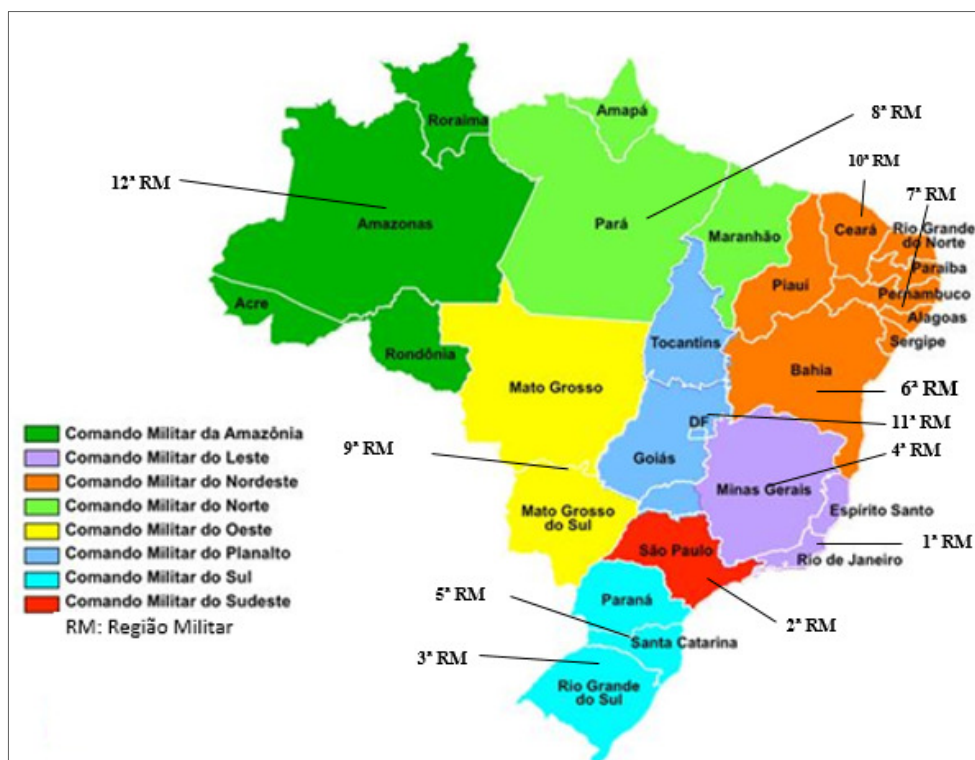 Roraima
Amapá
8ª RM
10ª RM
12ª RM
7ª RM
Amazonas
Pará
Maranhão
Ceará
Rio Grande
do Norte
Paraíba
Piauí
Pernambuco
Acre
Alagoas
Sergipe
Rondônia
Tocantins
Bahia
Mato Grosso
6ª RM
DF
11ª RM
9ª RM
Goiás
4ª RM
Minas Gerais
Mato Grosso
do Sul
Espírito Santo
São Paulo
1ª RM
Rio de Janeiro
5ª RM
Paraná
2ª RM
Santa Catarina
3ª RM
Rio Grande
do Sul
Comando Militar da Amazônia
Comando Militar do Leste
Comando Militar do Nordeste
Comando Militar do Norte
Comando Militar do Oeste
Comando Militar do Planalto
Comando Militar do Sul
Comando Militar do Sudeste
RM: Região Militar